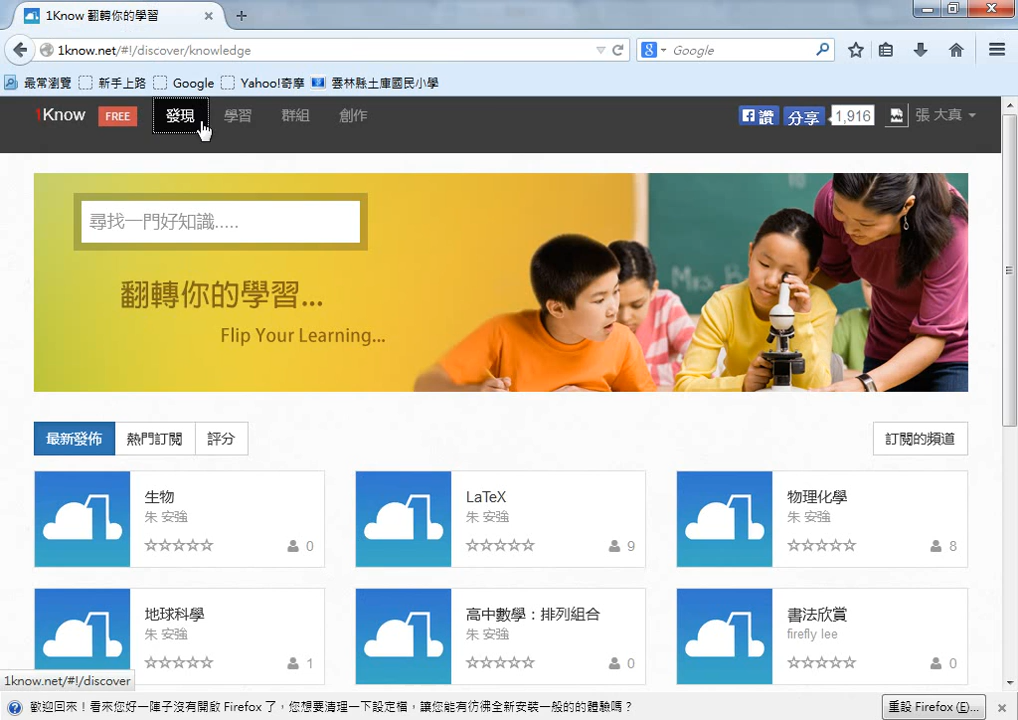 1Know 翻轉你的學習
1know.net/#!/discover/knowledge
Google
最常瀏覽 新手上路 Google Yahoo!奇摩 雲林縣土庫國民小學
1Know FREE 發現 學習 群組 創作 讚 分享 1,916 張 大真
尋找一門好知識.....
翻轉你的學習...
Flip Your Learning...
最新發佈 熱門訂閱 評分 訂閱的頻道
生物
朱 安強
0
LaTeX
朱 安強
9
物理化學
朱 安強
8
地球科學
朱 安強
1
高中數學：排列組合
朱 安強
0
書法欣賞
firefly lee
0
1know.net/#!/discover
歡迎回來！看來您好一陣子沒有開啟 Firefox 了，您想要清理一下設定檔，讓您能有彷彿全新安裝一般的的體驗嗎？ 重設 Firefox (E)...